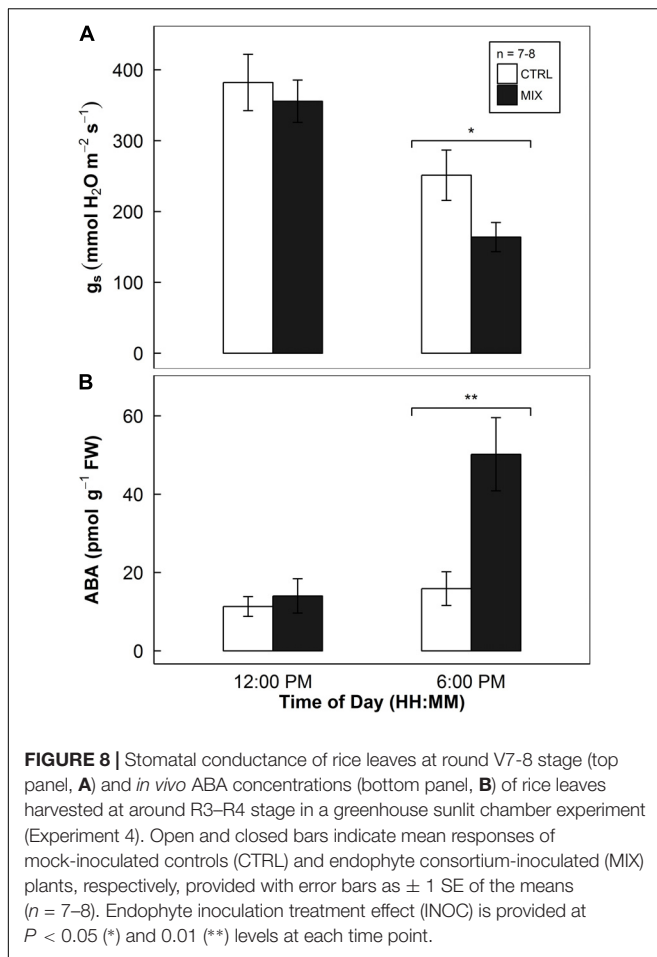 A
n = 7-8
CTRL
MIX
400
300
200
100
0
gs (mmol H2O m−2 s−1)
*
B
60
40
20
0
ABA (pmol g−1 FW)
**
12:00 PM 6:00 PM
Time of Day (HH:MM)
FIGURE 8 | Stomatal conductance of rice leaves at round V7-8 stage (top
panel, A) and in vivo ABA concentrations (bottom panel, B) of rice leaves
harvested at around R3–R4 stage in a greenhouse sunlit chamber experiment
(Experiment 4). Open and closed bars indicate mean responses of
mock-inoculated controls (CTRL) and endophyte consortium-inoculated (MIX)
plants, respectively, provided with error bars as ± 1 SE of the means
(n = 7–8). Endophyte inoculation treatment effect (INOC) is provided at
P < 0.05 (*) and 0.01 (**) levels at each time point.